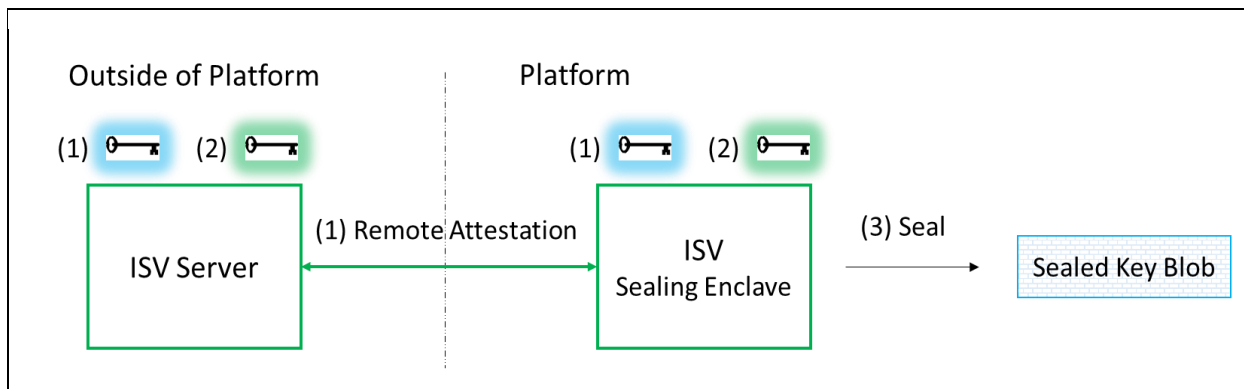 Outside of Platform
Platform
(1)
(2)
(1)
(2)
(1) Remote Attestation
(3) Seal
ISV Server
ISV
Sealing Enclave
Sealed Key Blob